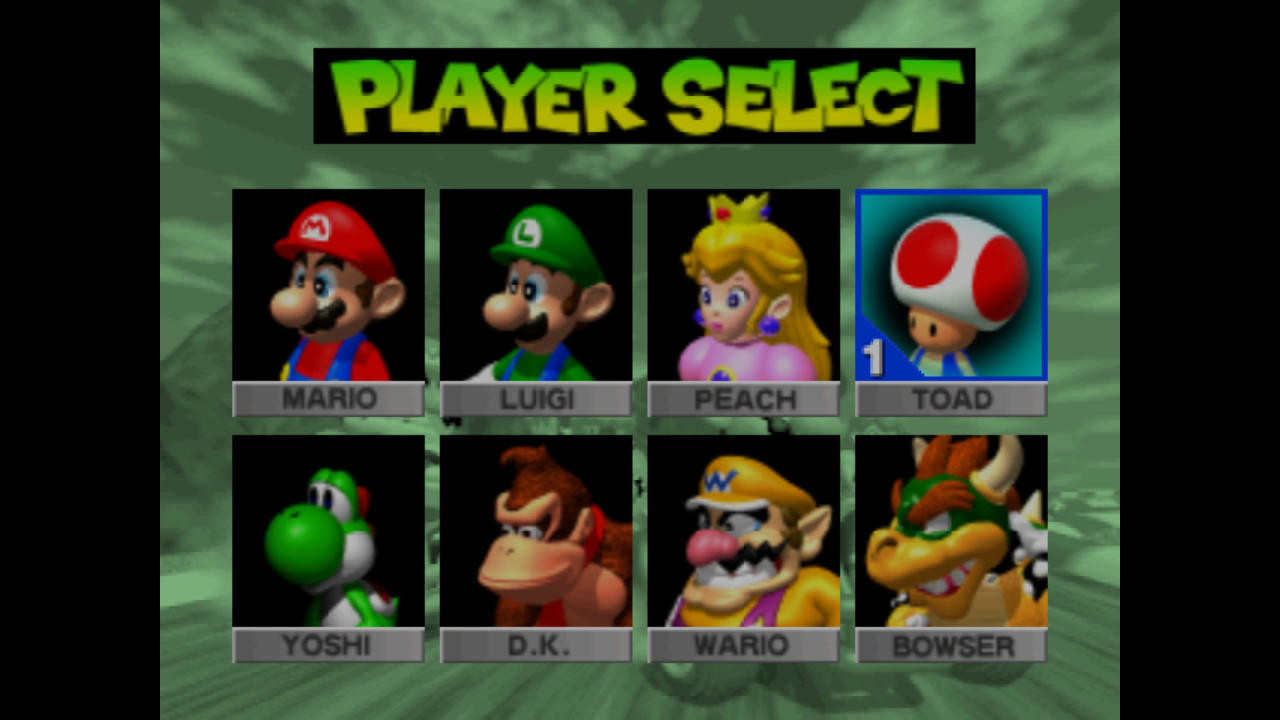 PLAYER SELECT
M L
1
MARIO LUIGI PEACH TOAD
W
YOSHI D.K. WARIO BOWSER